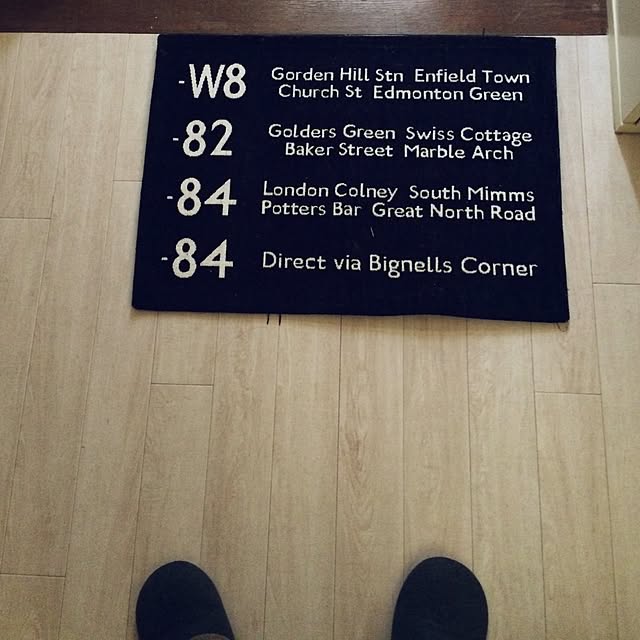 -W8 Gorden Hill Stn Enfield Town
Church St Edmonton Green
-82 Golders Green Swiss Cottage
Baker Street Marble Arch
-84 London Colney South Mimms
Potters Bar Great North Road
-84 Direct via Bignells Corner